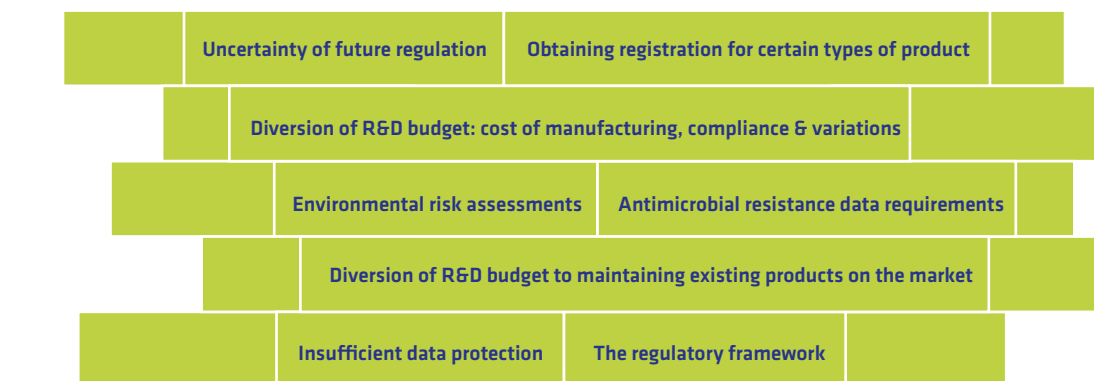 Uncertainty of future regulation
Obtaining registration for certain types of product
Diversion of R&D budget: cost of manufacturing, compliance & variations
Environmental risk assessments
Antimicrobial resistance data requirements
Diversion of R&D budget to maintaining existing products on the market
Insufficient data protection
The regulatory framework